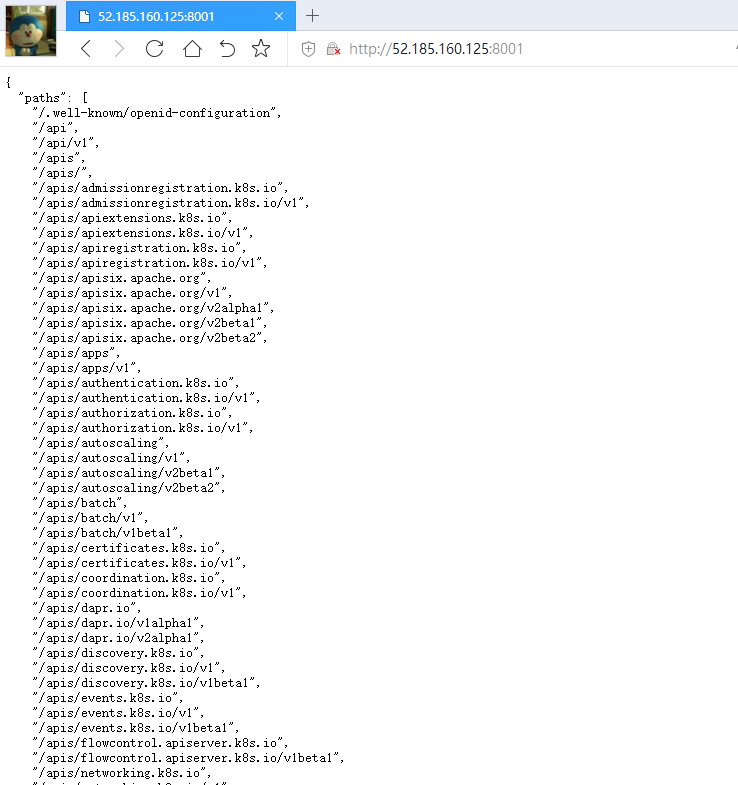 52.185.160.125:8001
http://52.185.160.125:8001
{
"paths": [
"/.well-known/openid-configuration",
"/api",
"/api/v1",
"/apis",
"/apis/",
"/apis/admissionregistration.k8s.io",
"/apis/admissionregistration.k8s.io/v1",
"/apis/apiextensions.k8s.io",
"/apis/apiextensions.k8s.io/v1",
"/apis/apiregistration.k8s.io",
"/apis/apiregistration.k8s.io/v1",
"/apis/apisix.apache.org",
"/apis/apisix.apache.org/v1",
"/apis/apisix.apache.org/v2alpha1",
"/apis/apisix.apache.org/v2beta1",
"/apis/apisix.apache.org/v2beta2",
"/apis/apps",
"/apis/apps/v1",
"/apis/authentication.k8s.io",
"/apis/authentication.k8s.io/v1",
"/apis/authorization.k8s.io",
"/apis/authorization.k8s.io/v1",
"/apis/autoscaling",
"/apis/autoscaling/v1",
"/apis/autoscaling/v2beta1",
"/apis/autoscaling/v2beta2",
"/apis/batch",
"/apis/batch/v1",
"/apis/batch/v1beta1",
"/apis/certificates.k8s.io",
"/apis/certificates.k8s.io/v1",
"/apis/coordination.k8s.io",
"/apis/coordination.k8s.io/v1",
"/apis/dapr.io",
"/apis/dapr.io/v1alpha1",
"/apis/dapr.io/v2alpha1",
"/apis/discovery.k8s.io",
"/apis/discovery.k8s.io/v1",
"/apis/discovery.k8s.io/v1beta1",
"/apis/events.k8s.io",
"/apis/events.k8s.io/v1",
"/apis/events.k8s.io/v1beta1",
"/apis/flowcontrol.apiserver.k8s.io",
"/apis/flowcontrol.apiserver.k8s.io/v1beta1",
"/apis/networking.k8s.io",